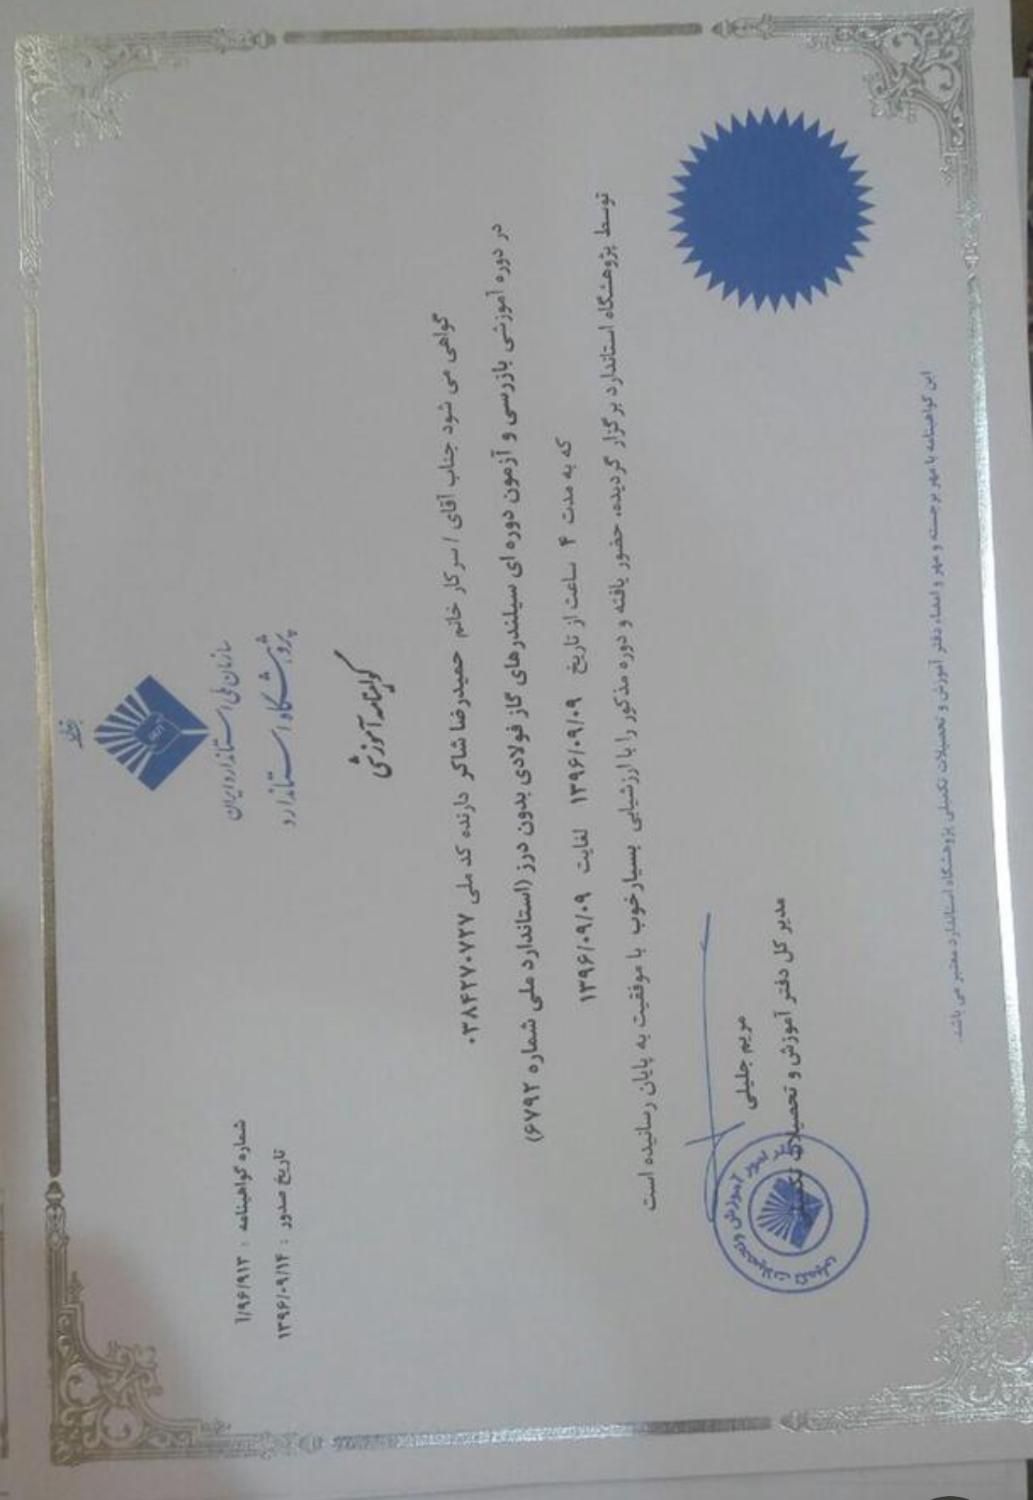 بسمه تعالی
سازمان ملی استاندارد ایران
پژوهشگاه استاندارد
شماره گواهینامه : ۱/۹۶/۹۱۳
تاریخ صدور : ۱۳۹۶/۰۹/۱۴
گواهینامه آموزشی
گواهی می شود جناب آقای / سرکار خانم حمیدرضا شاکر دارنده کد ملی ۰۳۸۴۲۷۰۷۲۷
در دوره آموزشی بازرسی و آزمون دوره ای سیلندرهای گاز فولادی بدون درز (استاندارد ملی شماره ۶۷۹۲)
که به مدت ۴ ساعت از تاریخ ۱۳۹۶/۰۹/۰۹ لغایت ۱۳۹۶/۰۹/۰۹
توسط پژوهشگاه استاندارد برگزار گردیده، حضور یافته و دوره مذکور را با ارزشیابی بسیارخوب با موفقیت به پایان رسانیده است
مریم جلیلی
مدیر کل دفتر آموزش و تحصیلات تکمیلی
امور آموزش و تحصیلات تکمیلی
این گواهینامه با مهر برجسته و مهر و امضاء دفتر آموزش و تحصیلات تکمیلی پژوهشگاه استاندارد معتبر می باشد.